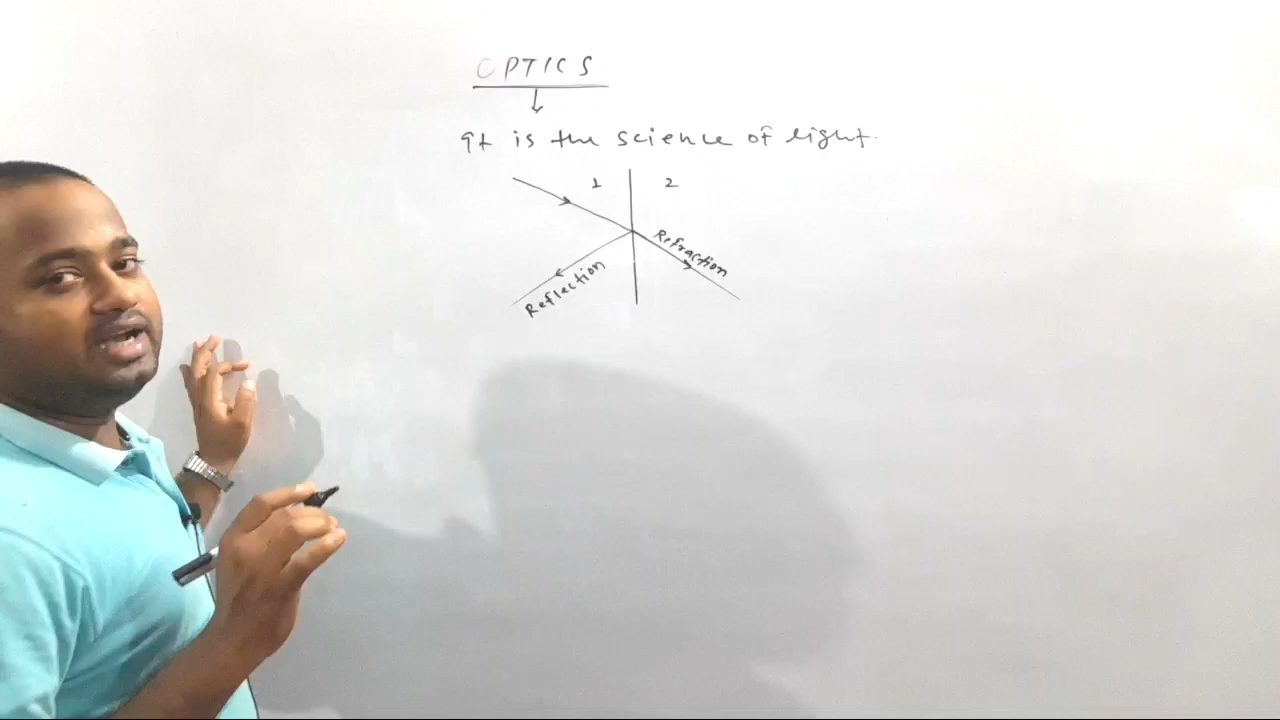 OPTICS
It is the science of light.
1 2
Refraction
Reflection